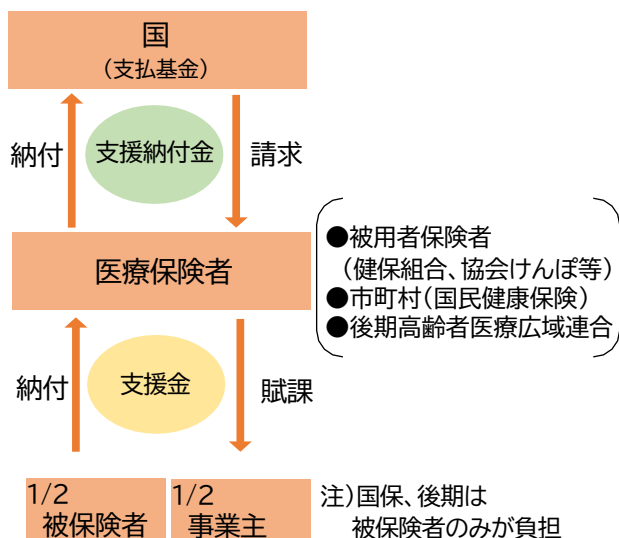 国
(支払基金)
納付
支援納付金
請求
医療保険者
●被用者保険者
(健保組合、協会けんぽ等)
●市町村(国民健康保険)
●後期高齢者医療広域連合
納付
支援金
賦課
1/2
被保険者
1/2
事業主
注)国保、後期は
被保険者のみが負担